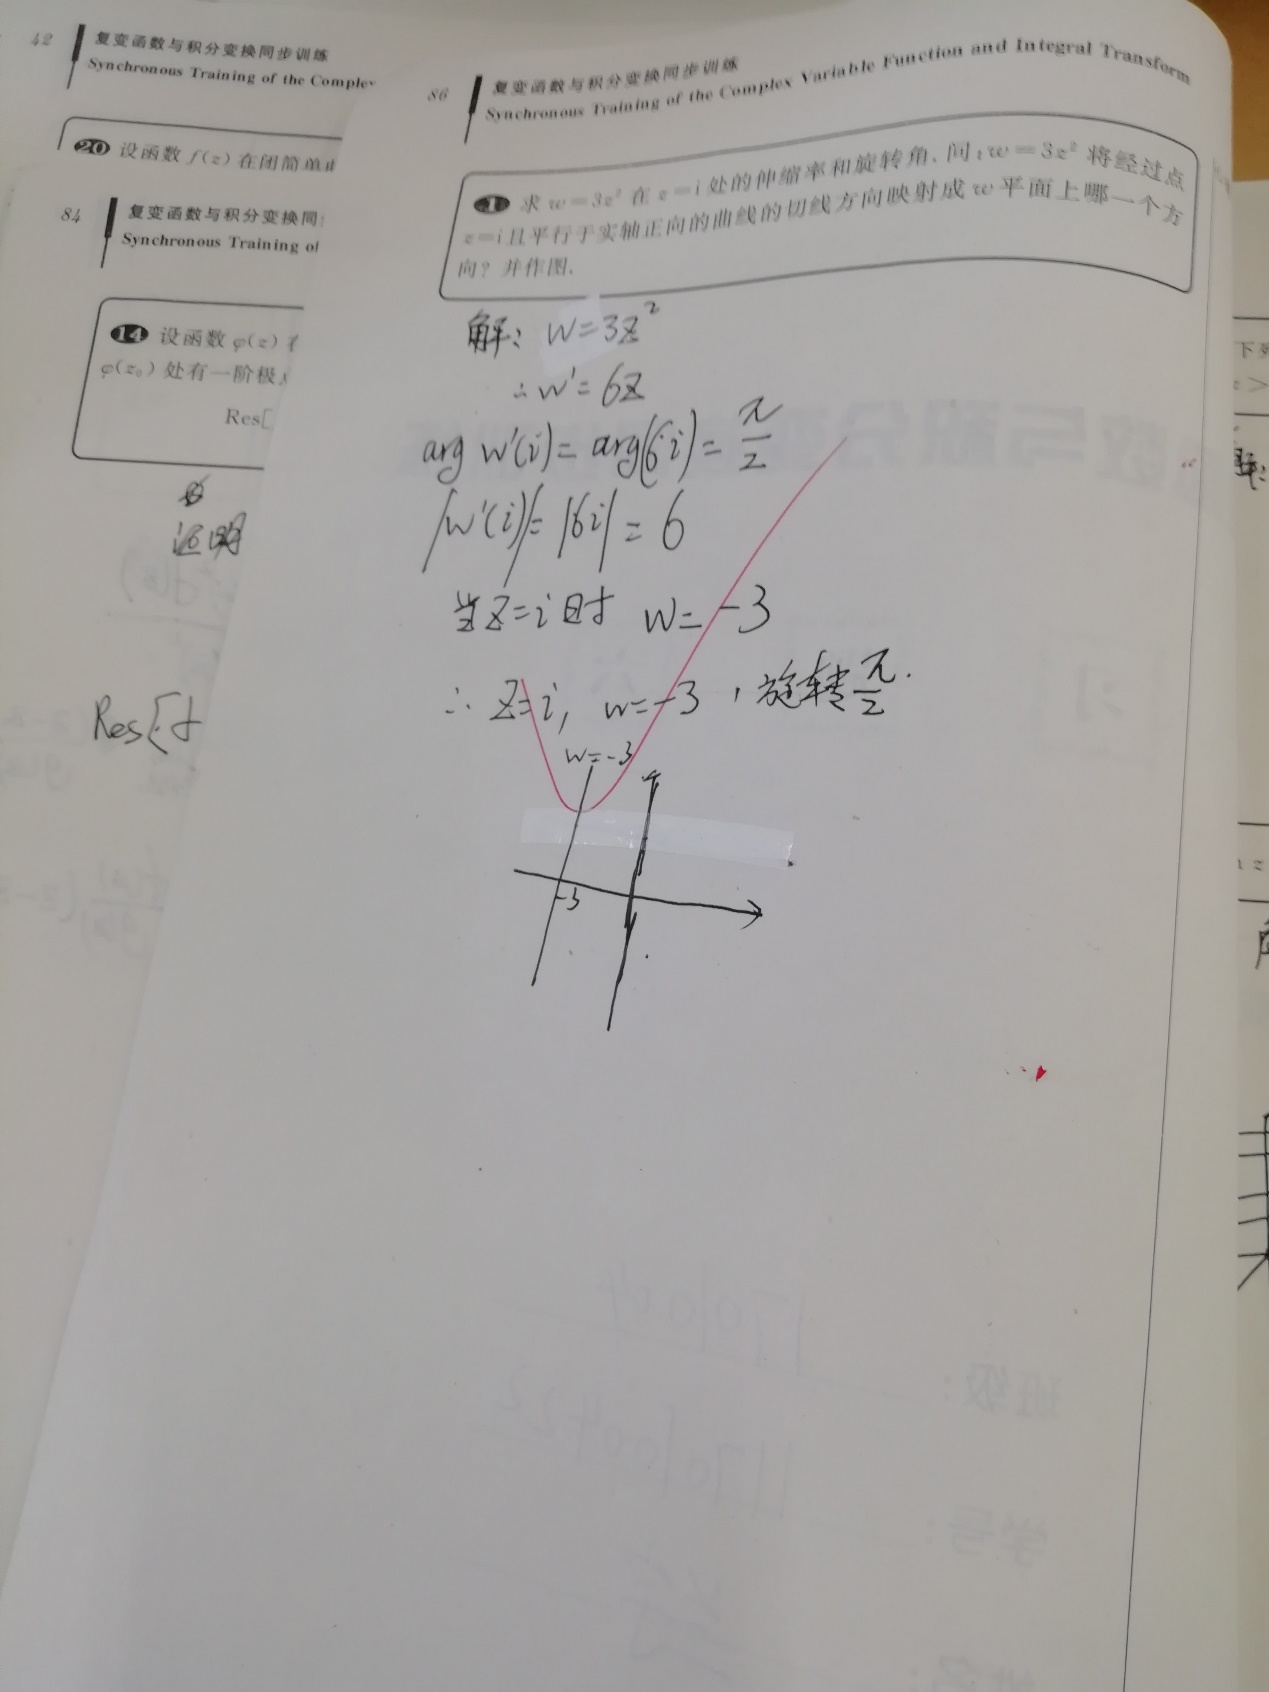 42
复变函数与积分变换同步训练
Synchronous Training of the Complex
20 设函数 f(z) 在闭简单
84
复变函数与积分变换同
Synchronous Training of
14 设函数 φ(z) 在
φ(z₀) 处有一阶极
Res[
证明
Res[f
86
复变函数与积分变换同步训练
Synchronous Training of the Complex Variable Function and Integral Transform
1 求 w=3z² 在 z=i 处的伸缩率和旋转角,问:w=3z² 将经过点
z=i 且平行于实轴正向的曲线的切线方向映射成 w 平面上哪一个方
向?并作图.
解: w=3z²
∴w'=6z
arg w'(i)=arg(6i)=π/2
|w'(i)|=|6i|=6
当z=i时 w=-3
∴ z=i, w=-3, 旋转π/2.
w=-3
-3
下列